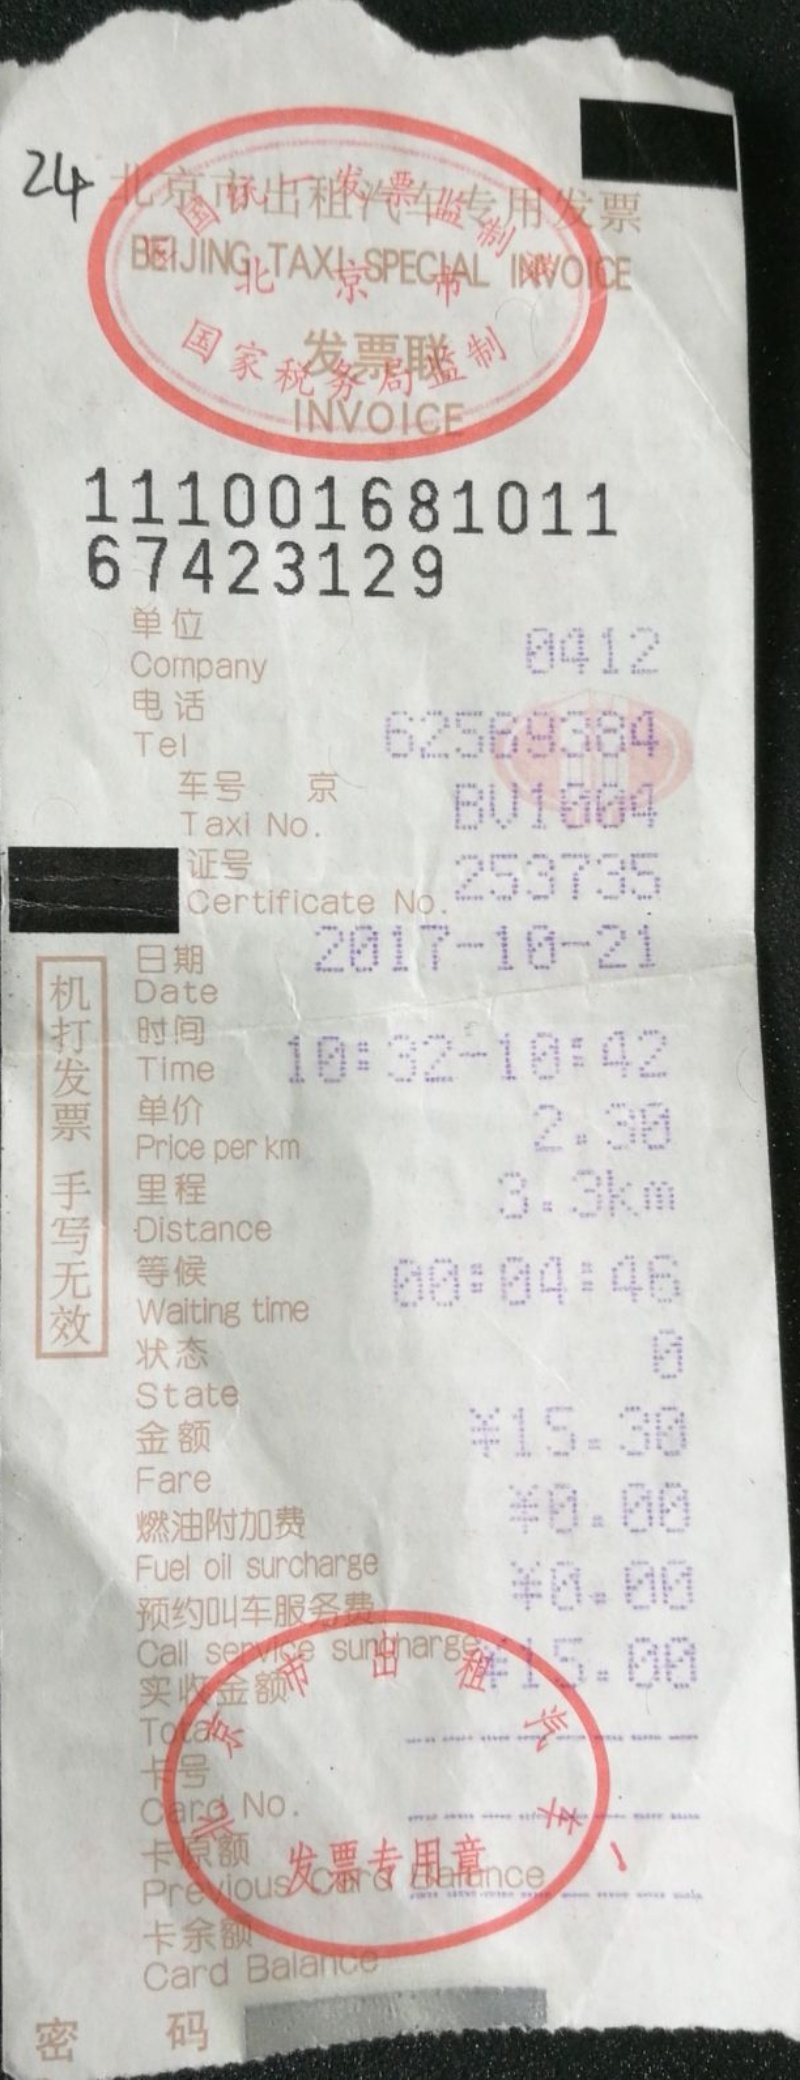 24
北京市出租汽车专用发票
BEIJING TAXI SPECIAL INVOICE
全国统一发票监制章
北京市
国家税务局监制
发票联
INVOICE
111001681011
67423129
单位 0412
Company
电话 62569384
Tel
车号 京 BV1604
Taxi No.
证号 253735
Certificate No.
日期 2017-10-21
Date
时间 10:32-10:42
Time
单价 2.30
Price per km
里程 3.3km
Distance
等候 00:04:46
Waiting time
状态 0
State
金额 ¥15.30
Fare
燃油附加费 ¥0.00
Fuel oil surcharge
预约叫车服务费 ¥0.00
Call service surcharge
实收金额 ¥15.00
Total
卡号
Card No.
卡原额
Previous Card Balance
卡余额
Card Balance
北京市出租汽车
发票专用章
密 码
机打发票 手写无效